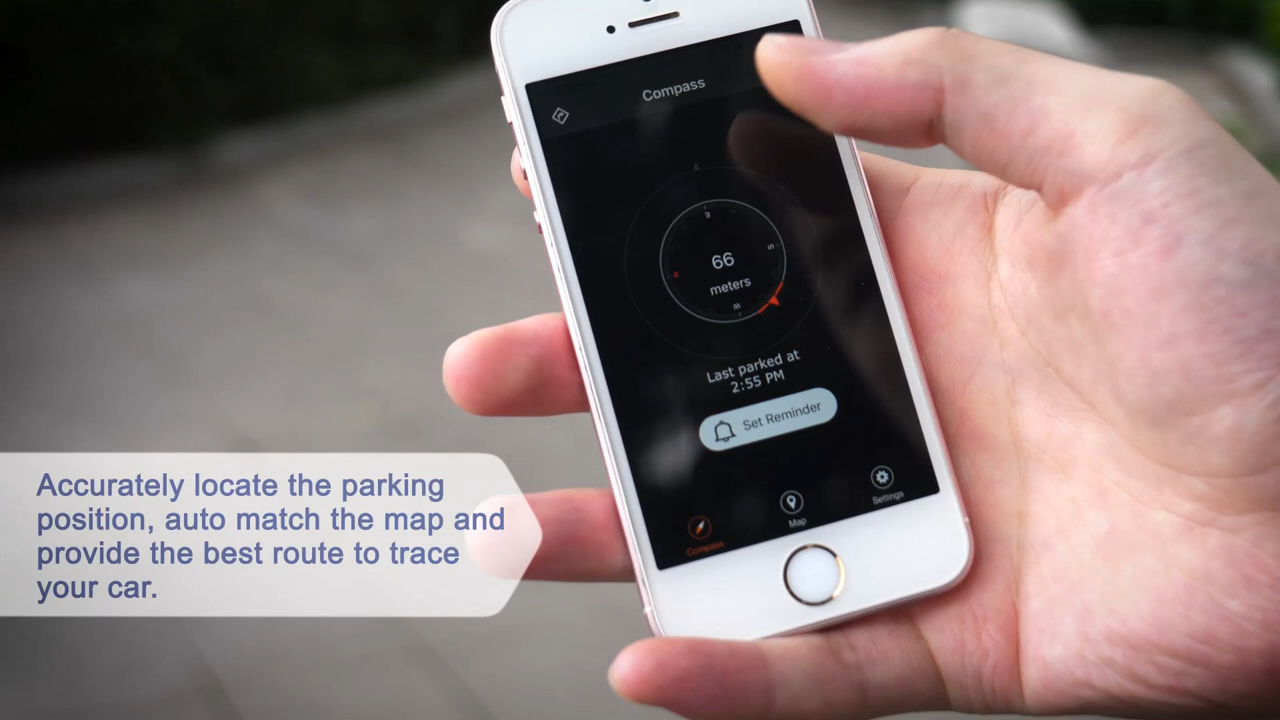 Compass
E
S
66
meters
N
W
Last parked at
2:55 PM
Set Reminder
Compass
Map
Settings
Accurately locate the parking
position, auto match the map and
provide the best route to trace
your car.